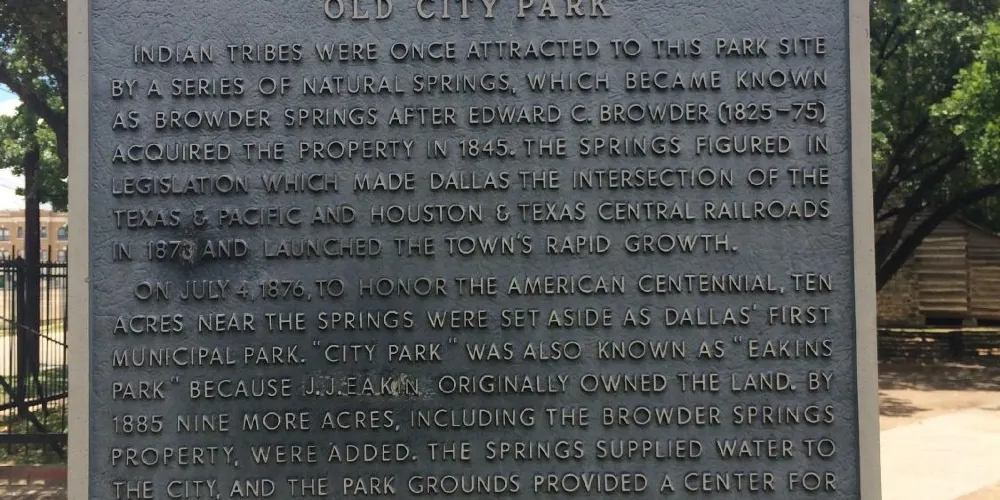 OLD CITY PARK
INDIAN TRIBES WERE ONCE ATTRACTED TO THIS PARK SITE
BY A SERIES OF NATURAL SPRINGS, WHICH BECAME KNOWN
AS BROWDER SPRINGS AFTER EDWARD C. BROWDER (1825-75)
ACQUIRED THE PROPERTY IN 1845. THE SPRINGS FIGURED IN
LEGISLATION WHICH MADE DALLAS THE INTERSECTION OF THE
TEXAS & PACIFIC AND HOUSTON & TEXAS CENTRAL RAILROADS
IN 1873 AND LAUNCHED THE TOWN'S RAPID GROWTH.
ON JULY 4, 1876, TO HONOR THE AMERICAN CENTENNIAL, TEN
ACRES NEAR THE SPRINGS WERE SET ASIDE AS DALLAS' FIRST
MUNICIPAL PARK. "CITY PARK" WAS ALSO KNOWN AS "EAKINS
PARK" BECAUSE J.J. EAKIN ORIGINALLY OWNED THE LAND. BY
1885 NINE MORE ACRES, INCLUDING THE BROWDER SPRINGS
PROPERTY, WERE ADDED. THE SPRINGS SUPPLIED WATER TO
THE CITY, AND THE PARK GROUNDS PROVIDED A CENTER FOR